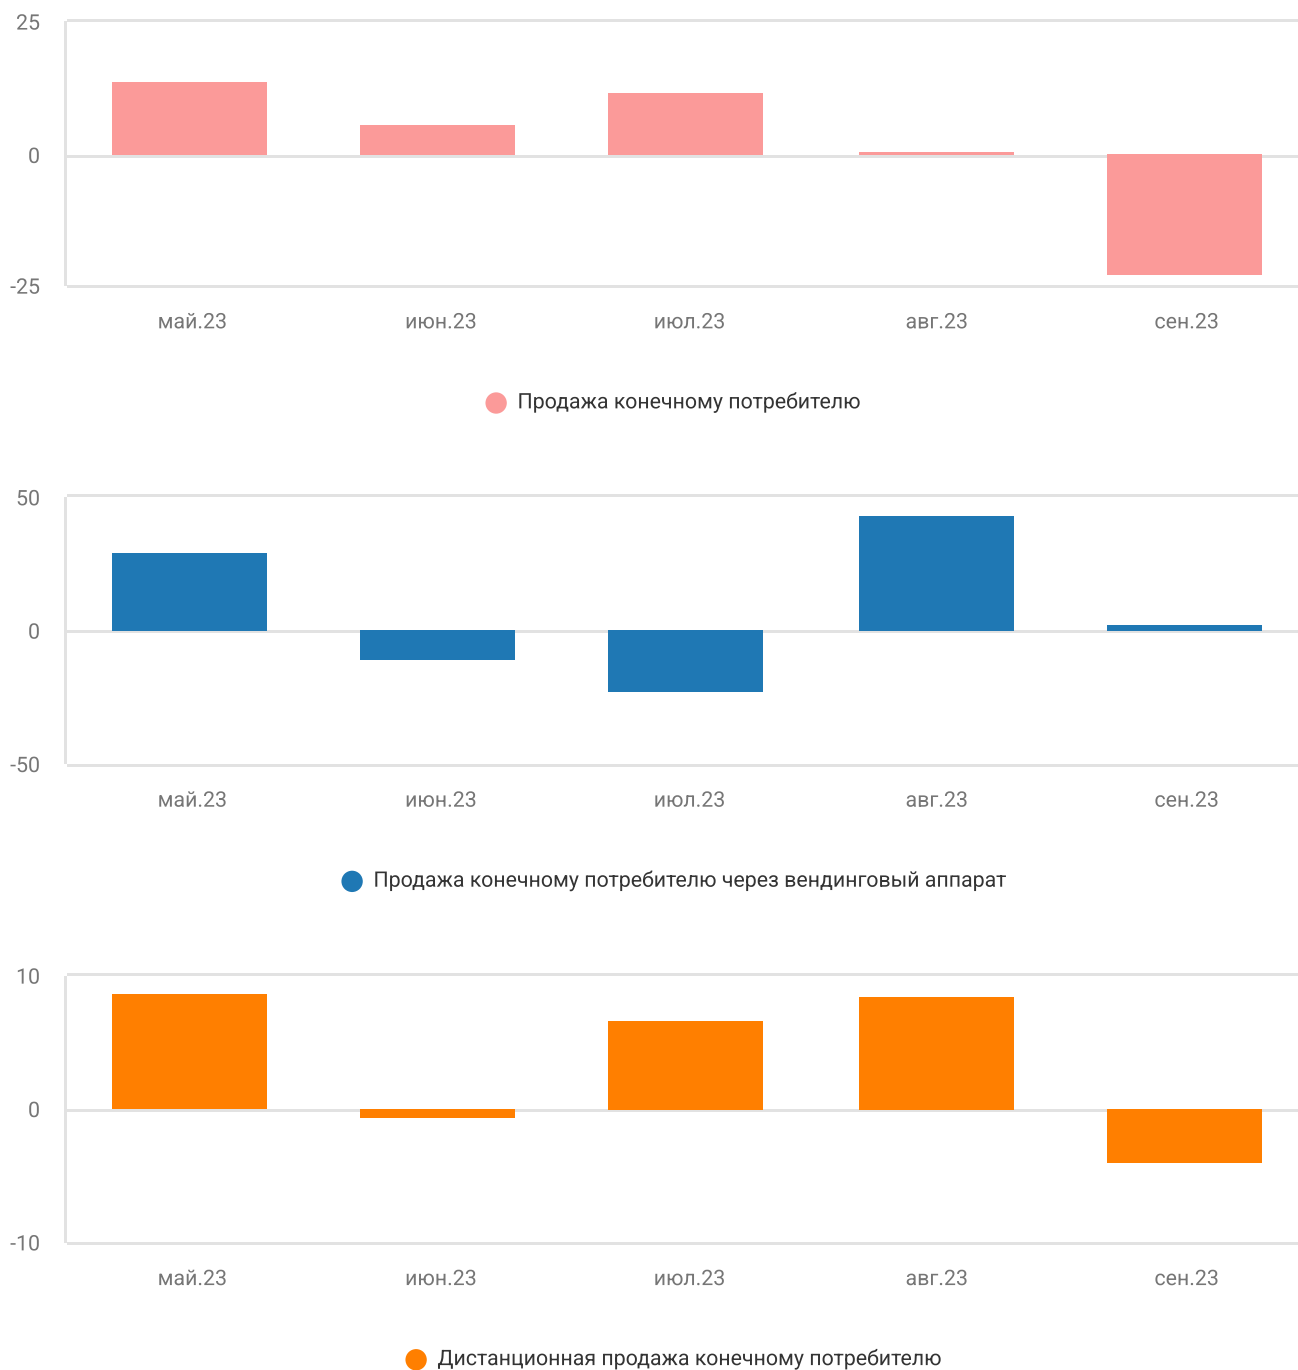 25
0
-25
май.23 июн.23 июл.23 авг.23 сен.23
Продажа конечному потребителю
50
0
-50
май.23 июн.23 июл.23 авг.23 сен.23
Продажа конечному потребителю через вендинговый аппарат
10
0
-10
май.23 июн.23 июл.23 авг.23 сен.23
Дистанционная продажа конечному потребителю